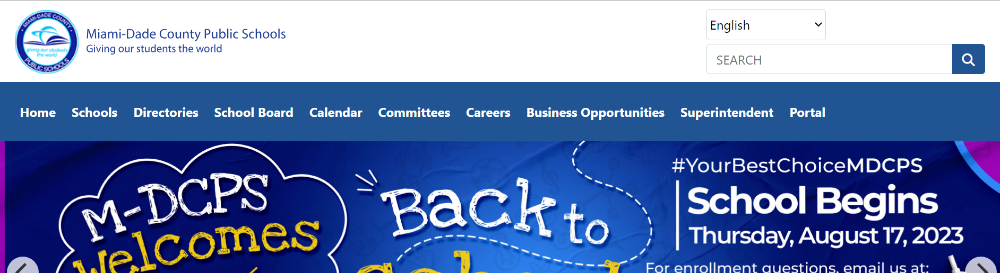 MIAMI-DADE COUNTY
giving our students
the world
PUBLIC SCHOOLS
Miami-Dade County Public Schools
Giving our students the world
English
SEARCH
Home Schools Directories School Board Calendar Committees Careers Business Opportunities Superintendent Portal
M-DCPS
welcomes
Back to
School
#YourBestChoiceMDCPS
School Begins
Thursday, August 17, 2023
For enrollment questions, email us at: